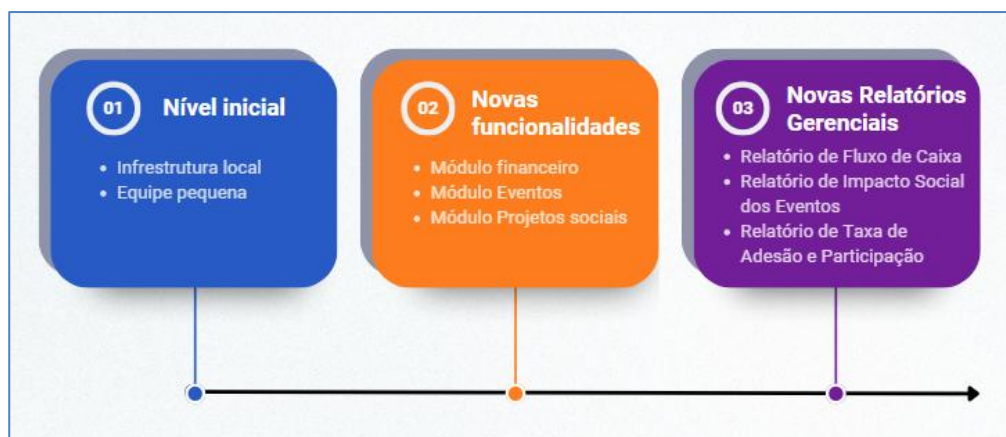 01
Nível inicial
• Infrestrutura local
• Equipe pequena
02
Novas
funcionalidades
• Módulo financeiro
• Módulo Eventos
• Módulo Projetos sociais
03
Novas Relatórios
Gerenciais
• Relatório de Fluxo de Caixa
• Relatório de Impacto Social
dos Eventos
• Relatório de Taxa de
Adesão e Participação